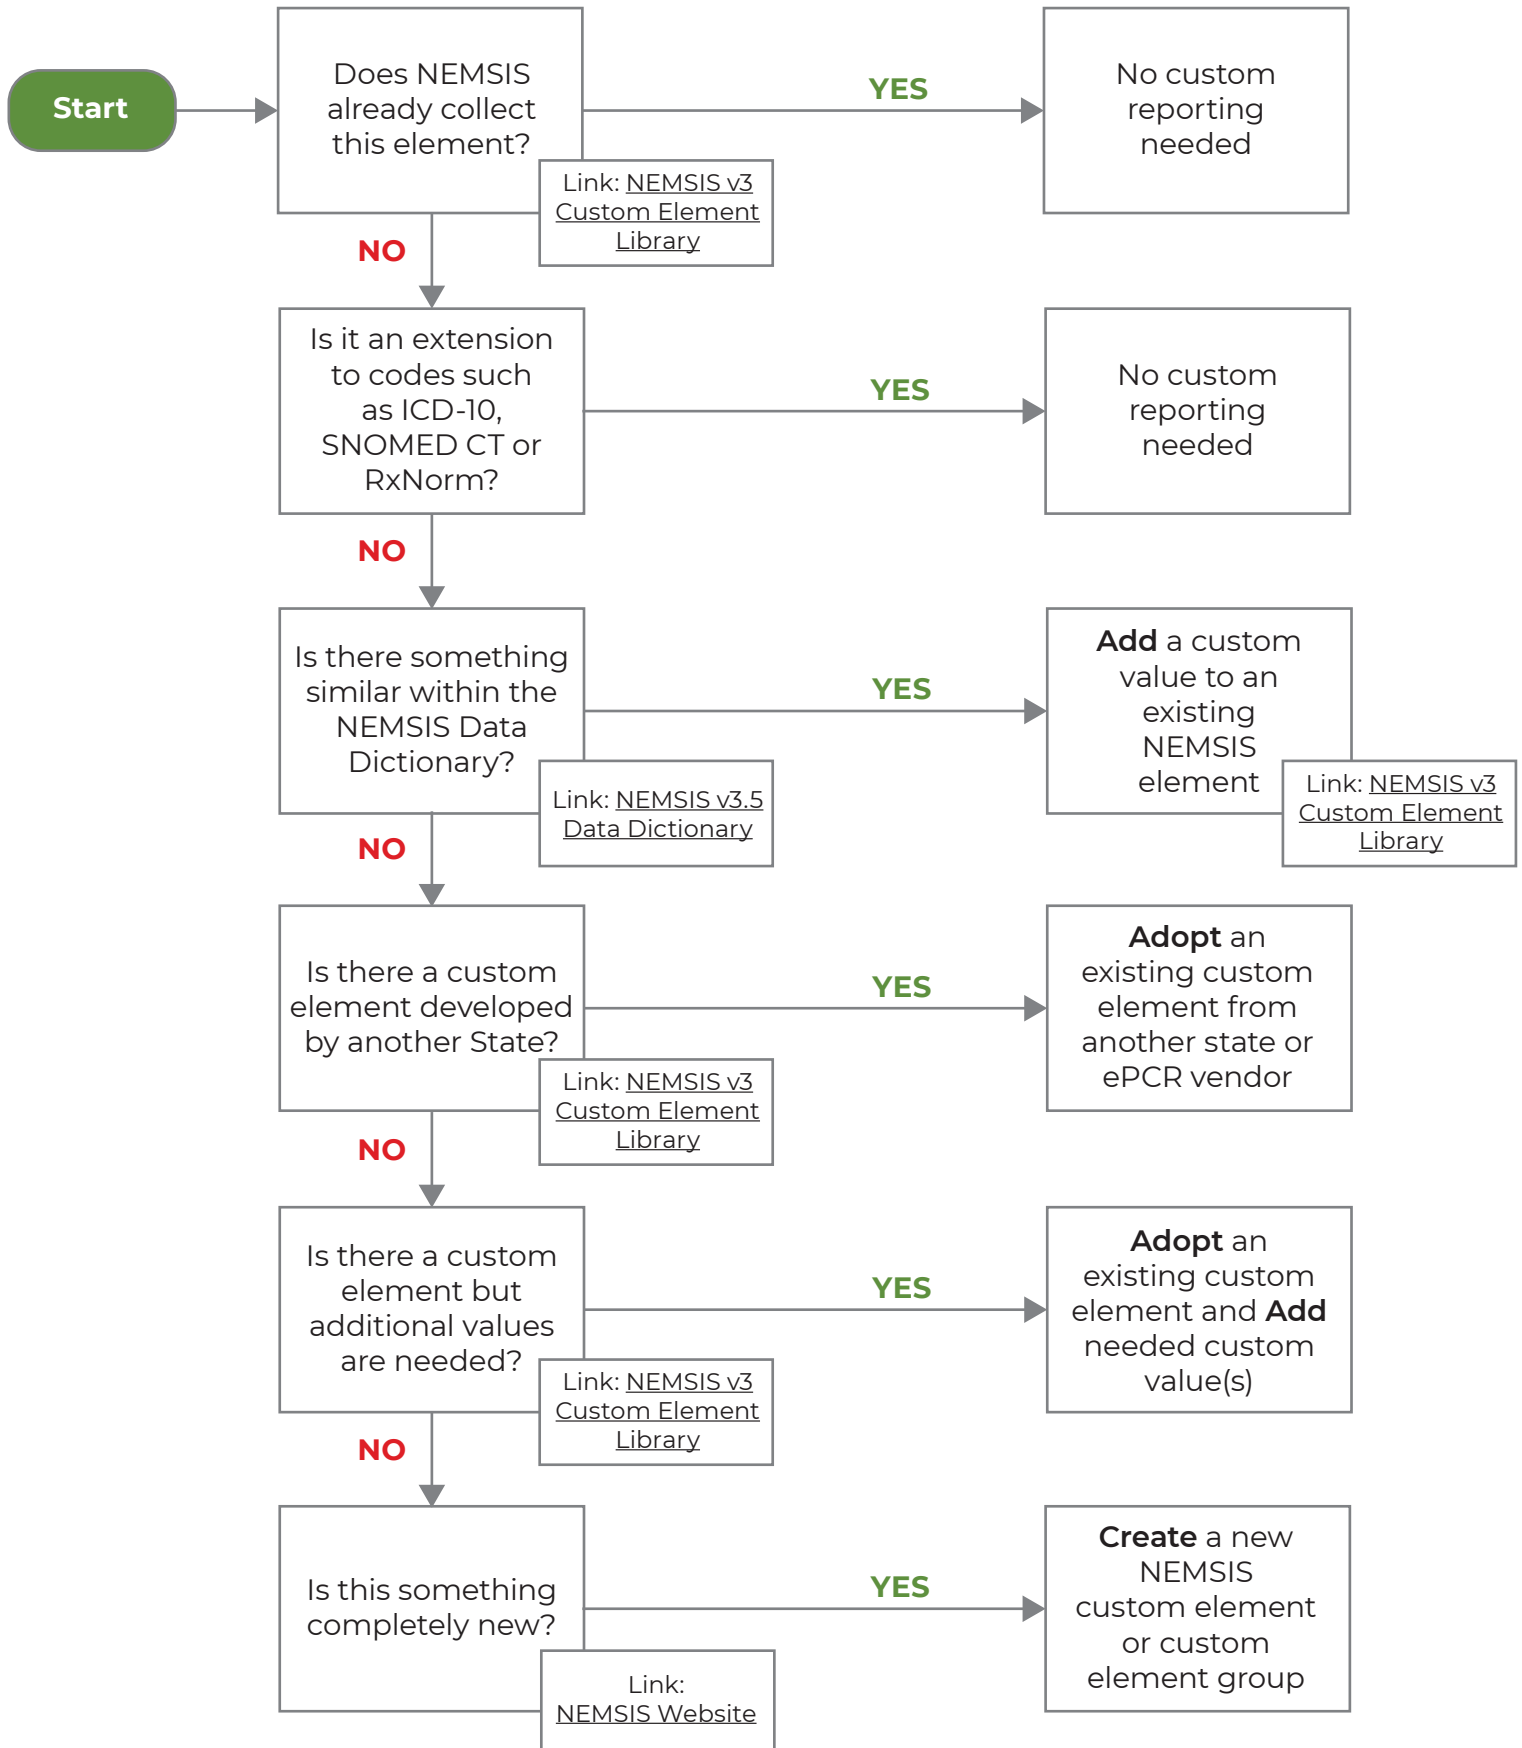 Start
Does NEMSIS
already collect
this element?
YES
No custom
reporting
needed
Link: NEMSIS v3
Custom Element
Library
NO
Is it an extension
to codes such
as ICD-10,
SNOMED CT or
RxNorm?
YES
No custom
reporting
needed
NO
Is there something
similar within the
NEMSIS Data
Dictionary?
YES
Add a custom
value to an
existing
NEMSIS
element
Link: NEMSIS v3.5
Data Dictionary
Link: NEMSIS v3
Custom Element
Library
NO
Is there a custom
element developed
by another State?
YES
Adopt an
existing custom
element from
another state or
ePCR vendor
Link: NEMSIS v3
Custom Element
Library
NO
Is there a custom
element but
additional values
are needed?
YES
Adopt an
existing custom
element and Add
needed custom
value(s)
Link: NEMSIS v3
Custom Element
Library
NO
Is this something
completely new?
YES
Create a new
NEMSIS
custom element
or custom
element group
Link:
NEMSIS Website